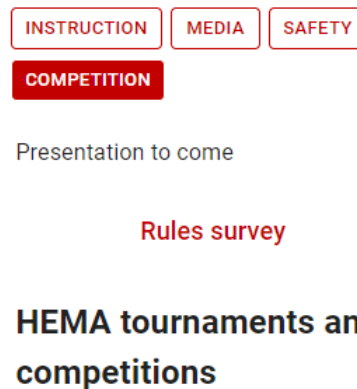 INSTRUCTION MEDIA SAFETY
COMPETITION
Presentation to come
Rules survey
HEMA tournaments an
competitions